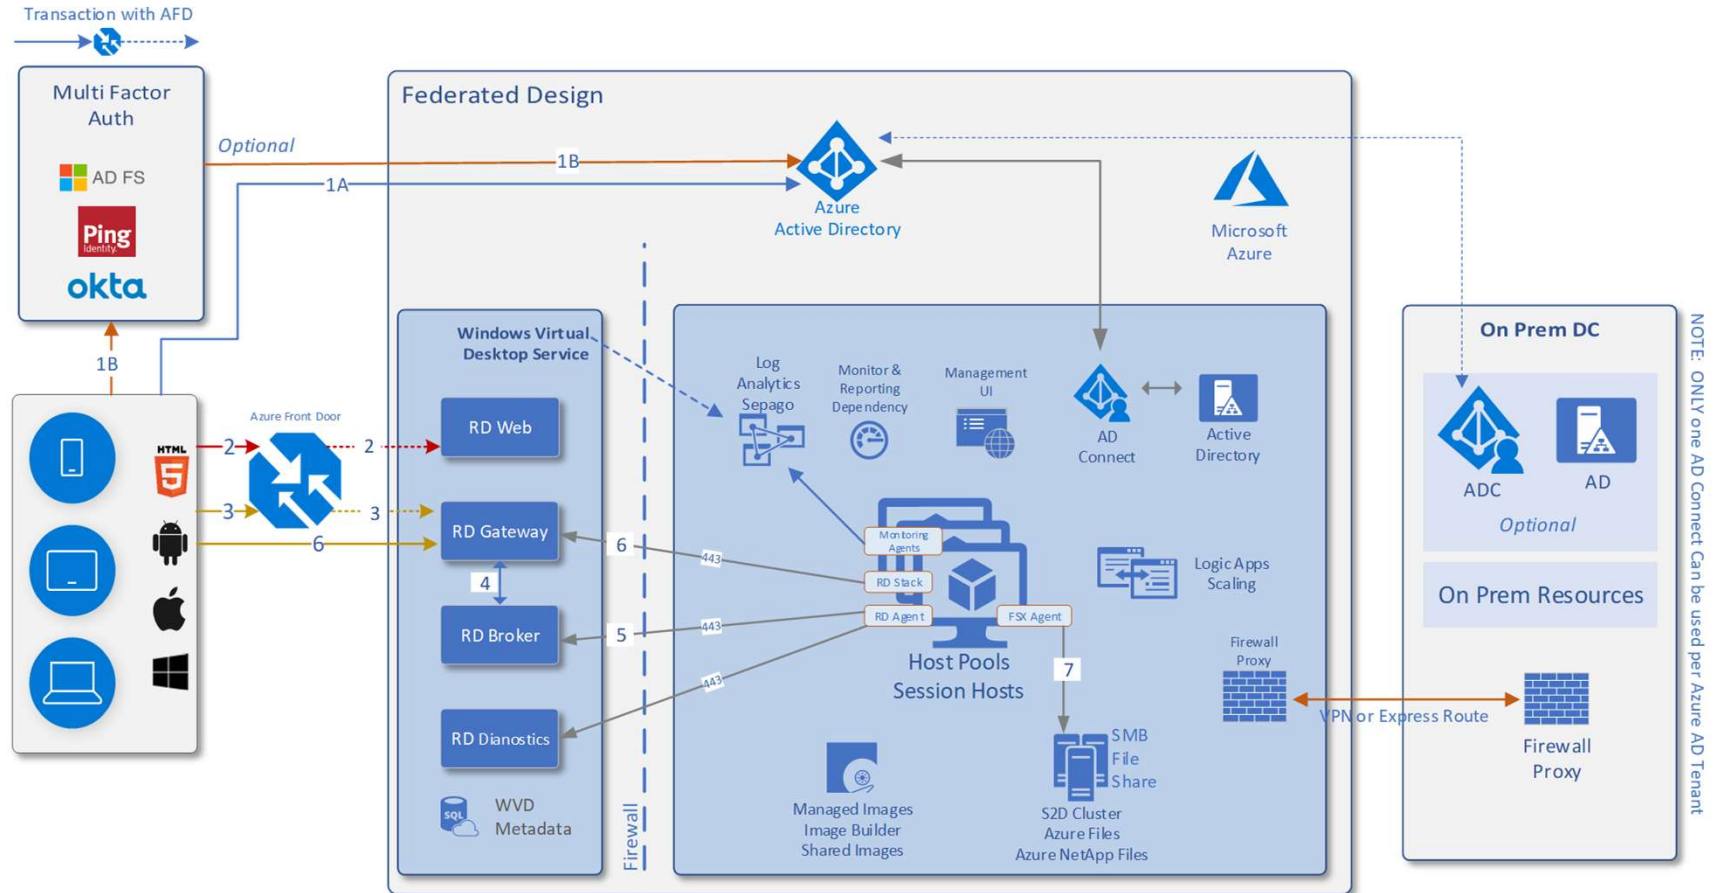 Transaction with AFD
Multi Factor
Auth
AD FS
Ping
Identity.
okta
1B
Optional
1B
1A
Federated Design
Azure
Active Directory
Microsoft
Azure
Azure Front Door
HTML
5
2
2
3
3
6
Windows Virtual
Desktop Service
RD Web
RD Gateway
4
RD Broker
RD Dianostics
SQL
WVD
Metadata
Firewall
6
443
5
443
443
Log
Analytics
Sepago
Monitor &
Reporting
Dependency
Management
UI
AD
Connect
Active
Directory
Monitoring
Agents
RD Stack
RD Agent
FSX Agent
Host Pools
Session Hosts
7
Logic Apps
Scaling
Firewall
Proxy
Managed Images
Image Builder
Shared Images
SMB
File
Share
S2D Cluster
Azure Files
Azure NetApp Files
VPN or Express Route
On Prem DC
ADC
AD
Optional
On Prem Resources
Firewall
Proxy
NOTE: ONLY one AD Connect Can be used per Azure AD Tenant